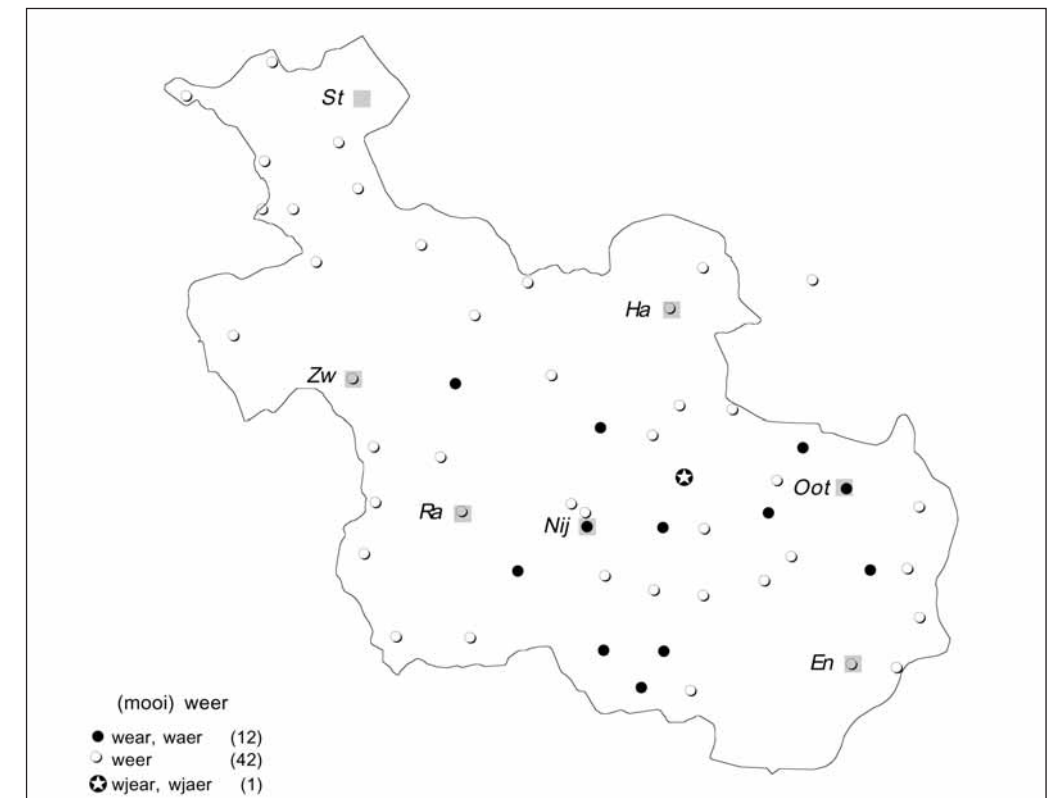 St
Ha
Zw
Oot
Ra
Nij
En
(mooi) weer
wear, waer (12)
weer (42)
wjear, wjaer (1)